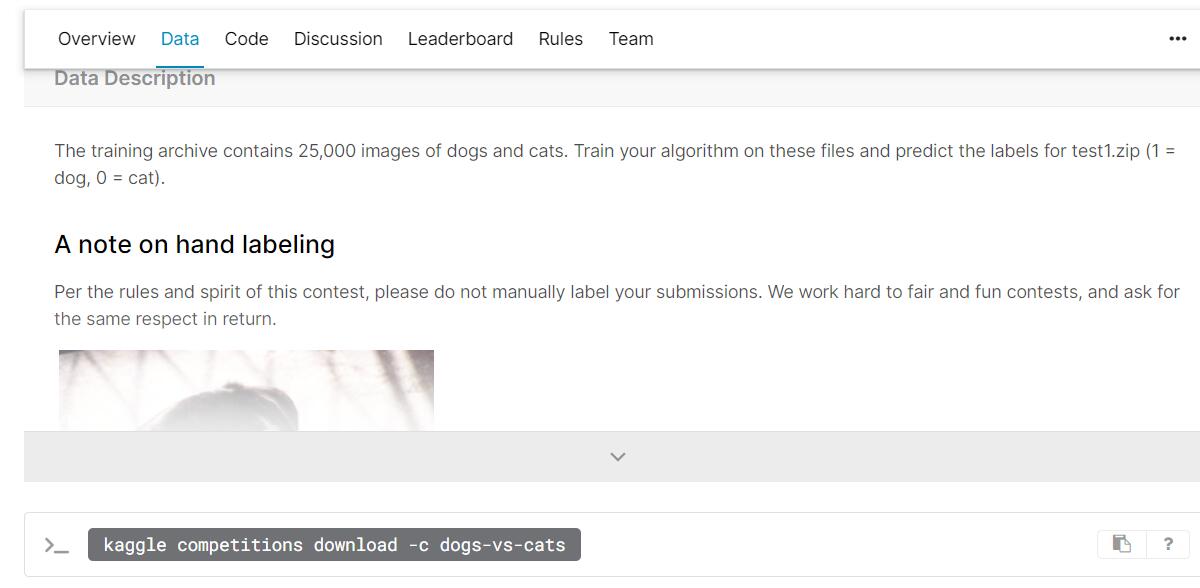 Overview Data Code Discussion Leaderboard Rules Team •••
Data Description
The training archive contains 25,000 images of dogs and cats. Train your algorithm on these files and predict the labels for test1.zip (1 =
dog, 0 = cat).
A note on hand labeling
Per the rules and spirit of this contest, please do not manually label your submissions. We work hard to fair and fun contests, and ask for
the same respect in return.
>_ kaggle competitions download -c dogs-vs-cats ?